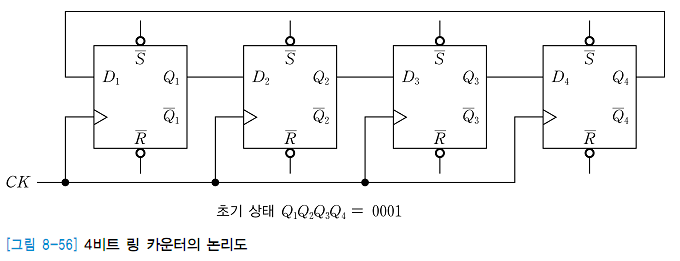 S̅ S̅ S̅ S̅
D₁ Q₁ D₂ Q₂ D₃ Q₃ D₄ Q₄
Q̅₁ Q̅₂ Q̅₃ Q̅₄
R̅ R̅ R̅ R̅
CK
초기 상태 Q₁Q₂Q₃Q₄ = 0001
[그림 8-56] 4비트 링 카운터의 논리도